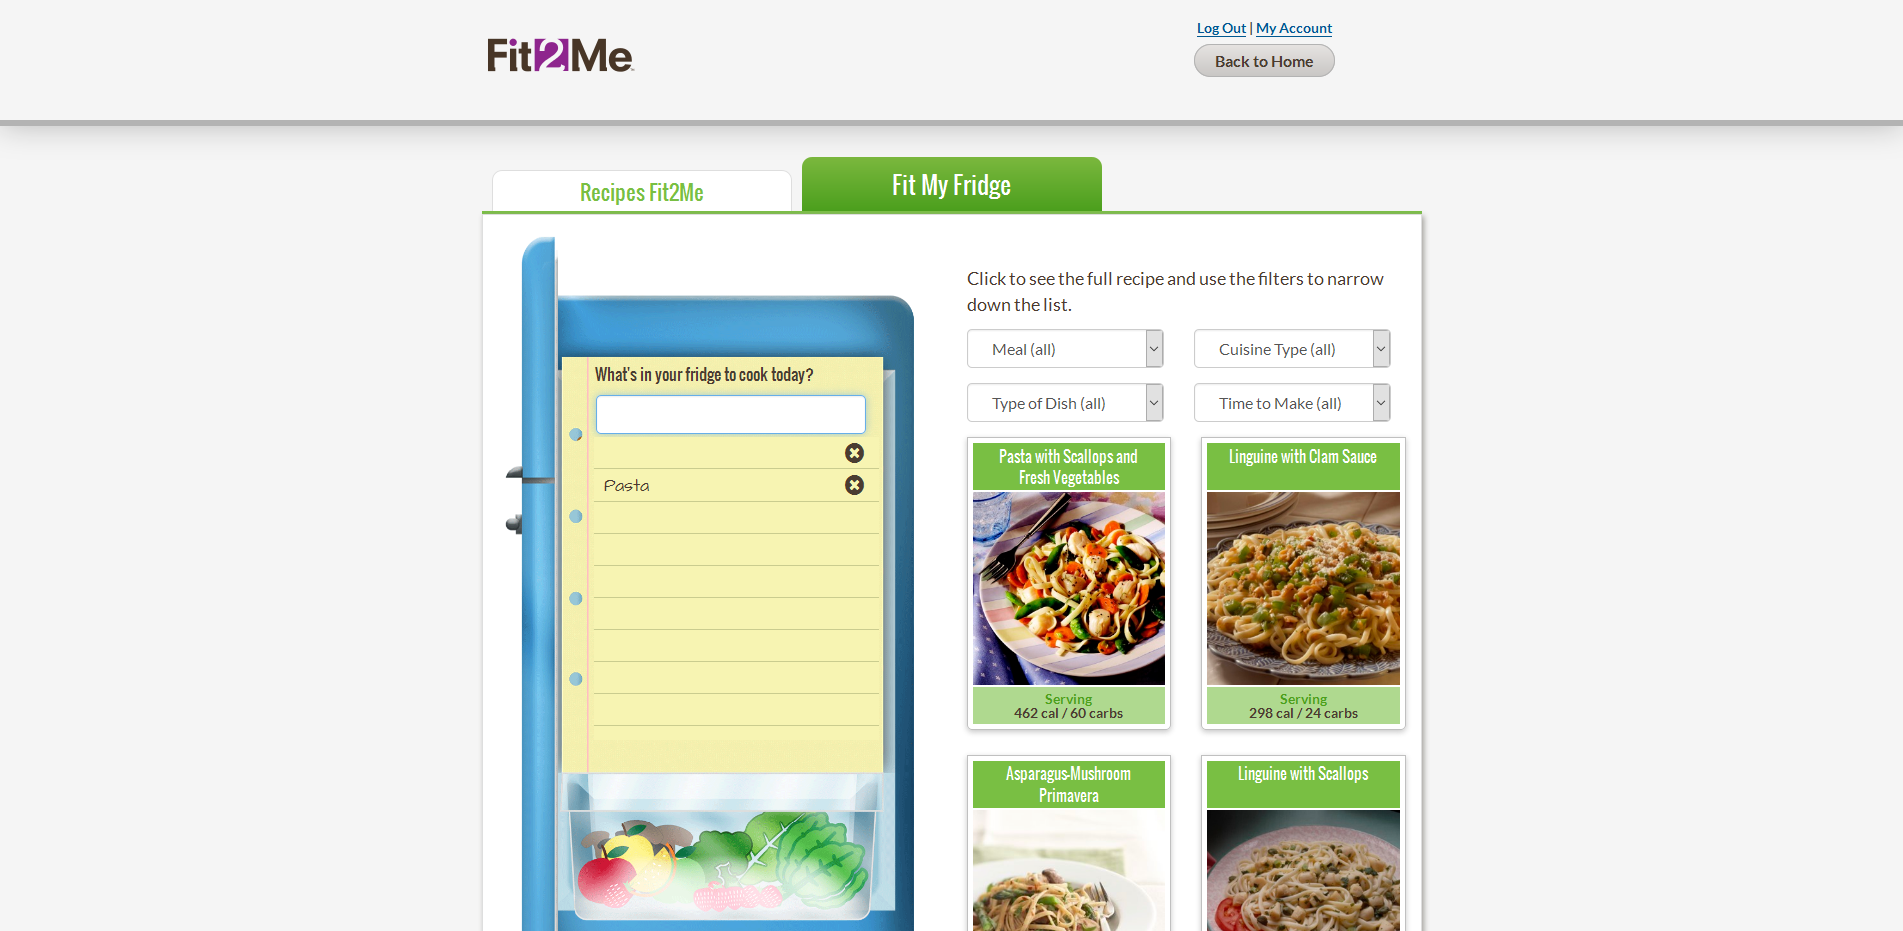 Fit2Me
Log Out | My Account
Back to Home
Recipes Fit2Me
Fit My Fridge
What's in your fridge to cook today?
Pasta
Click to see the full recipe and use the filters to narrow
down the list.
Meal (all)
Cuisine Type (all)
Type of Dish (all)
Time to Make (all)
Pasta with Scallops and
Fresh Vegetables
Serving
462 cal / 60 carbs
Linguine with Clam Sauce
Serving
298 cal / 24 carbs
Asparagus-Mushroom
Primavera
Linguine with Scallops